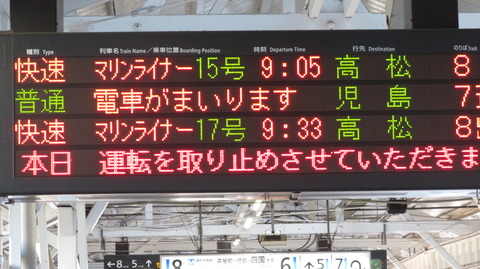 種別 Type 列車名 Train Name／乗車位置 Boarding Position 時刻 Departure Time 行先 Destination のりば Track
快速 マリンライナー15号 9:05 高松 8
普通 電車がまいります 児島 7
快速 マリンライナー17号 9:33 高松 8
本日 運転を取り止めさせていただきま
←8… 5…↑ 8 四国 6 ↑5 7